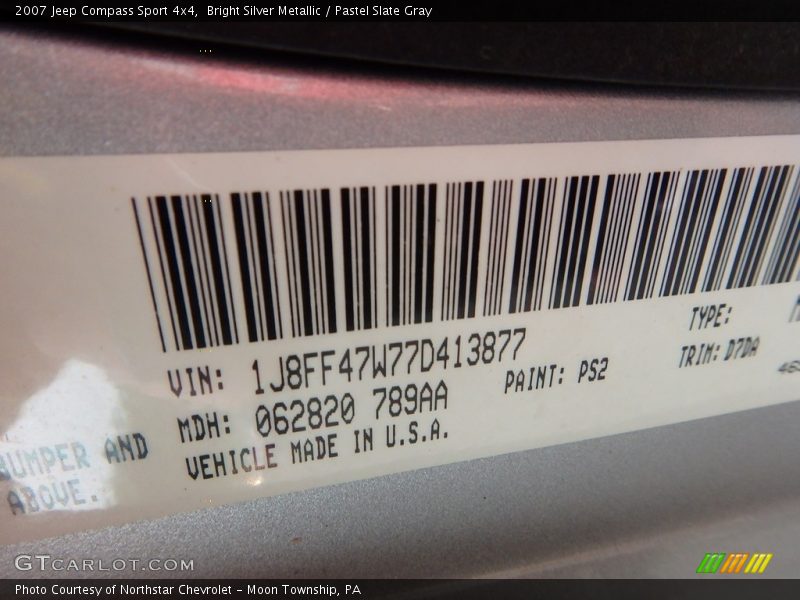 2007 Jeep Compass Sport 4x4,  Bright Silver Metallic / Pastel Slate Gray
TYPE:
VIN: 1J8FF47W77D413877
TRIM: D7DA
PAINT: PS2
MDH: 062820 789AA
BUMPER AND
VEHICLE MADE IN U.S.A.
ABOVE.
GTCARLOT.COM
Photo Courtesy of Northstar Chevrolet - Moon Township, PA